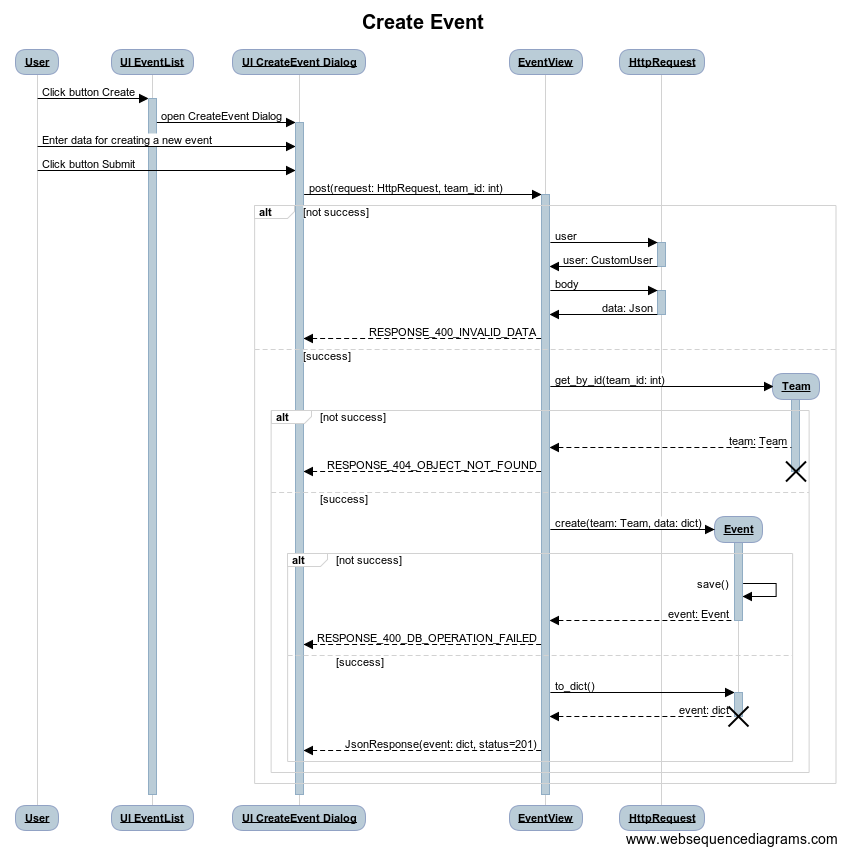 Create Event
User UI EventList UI CreateEvent Dialog EventView HttpRequest
Click button Create
open CreateEvent Dialog
Enter data for creating a new event
Click button Submit
post(request: HttpRequest, team_id: int)
alt [not success]
user
user: CustomUser
body
data: Json
RESPONSE_400_INVALID_DATA
[success]
get_by_id(team_id: int) Team
alt [not success]
team: Team
RESPONSE_404_OBJECT_NOT_FOUND
[success]
create(team: Team, data: dict) Event
alt [not success]
save()
event: Event
RESPONSE_400_DB_OPERATION_FAILED
[success]
to_dict()
event: dict
JsonResponse(event: dict, status=201)
User UI EventList UI CreateEvent Dialog EventView HttpRequest
www.websequencediagrams.com